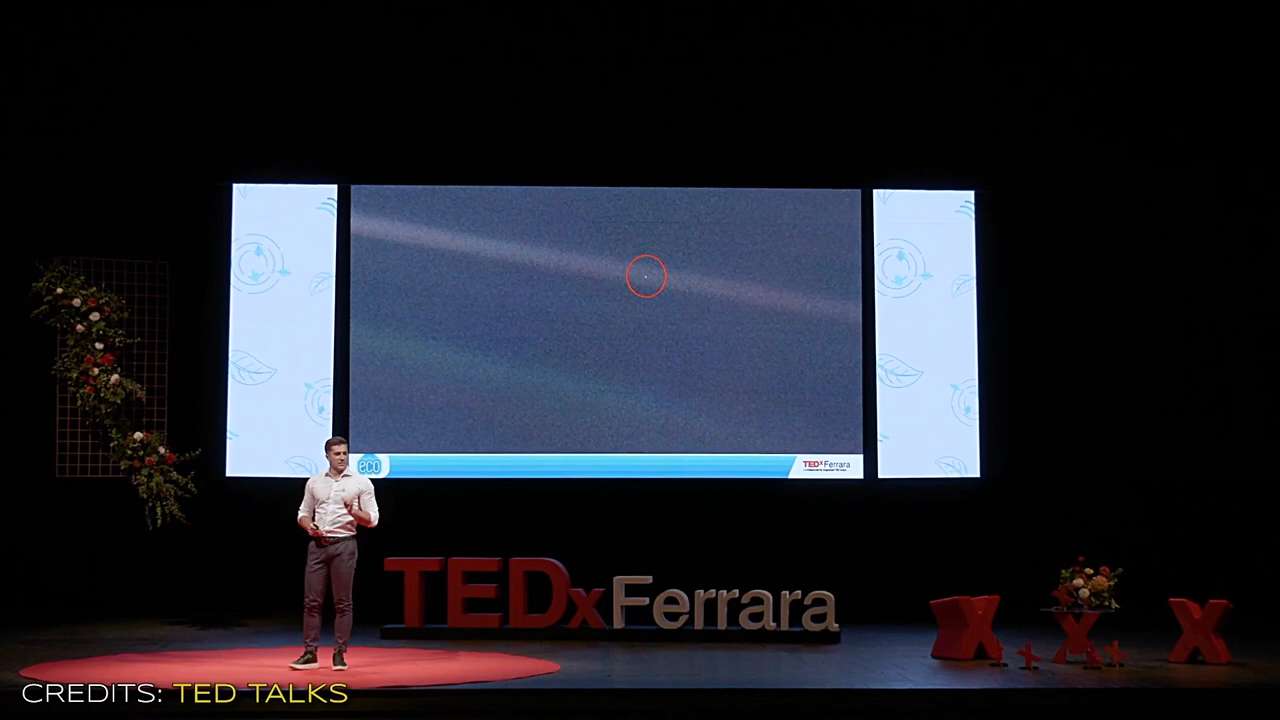 eco
TEDxFerrara
TEDxFerrara
X X X
CREDITS: TED TALKS